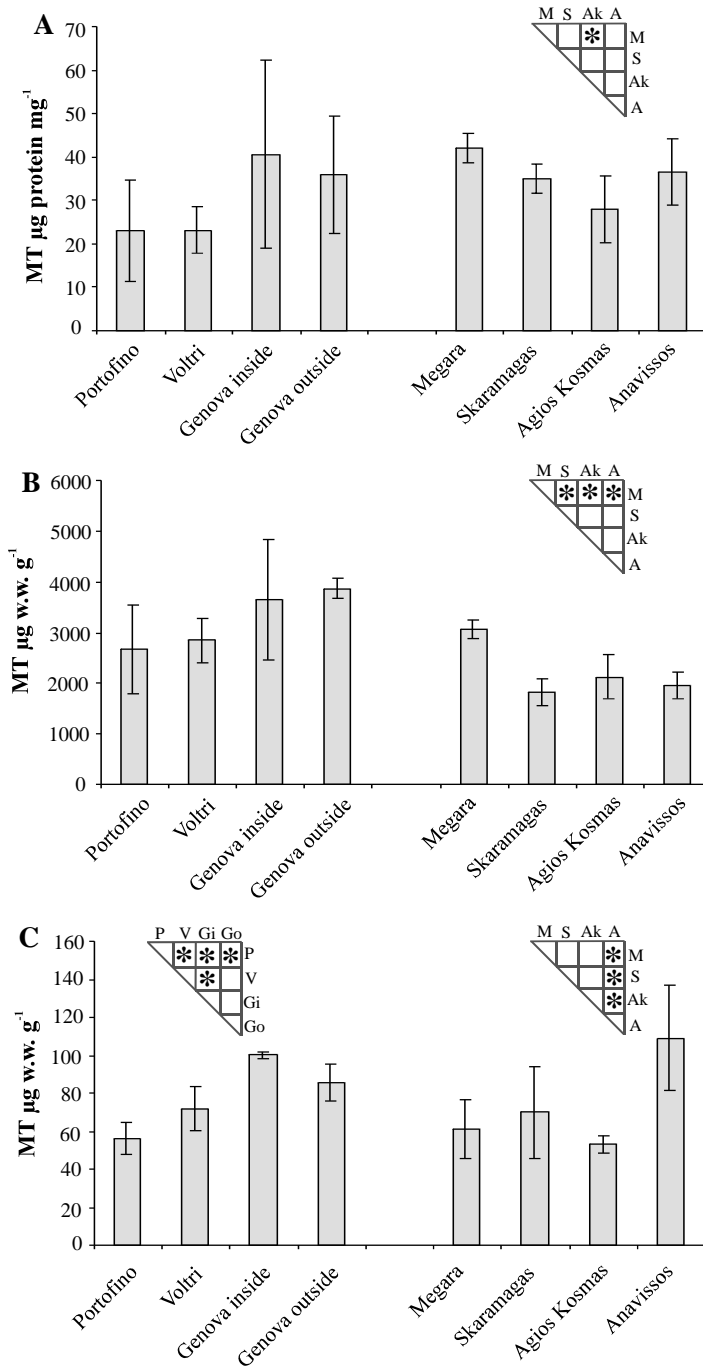 A
M S Ak A
M
S
Ak
A
MT µg protein mg-1
70
60
50
40
30
20
10
0
Portofino
Voltri
Genova inside
Genova outside
Megara
Skaramagas
Agios Kosmas
Anavissos
B
M S Ak A
* * * M
S
Ak
A
MT µg w.w. g-1
6000
5000
4000
3000
2000
1000
0
Portofino
Voltri
Genova inside
Genova outside
Megara
Skaramagas
Agios Kosmas
Anavissos
C
P V Gi Go
* * * P
* V
Gi
Go
M S Ak A
* M
* S
* Ak
A
MT µg w.w. g-1
160
140
120
100
80
60
40
20
0
Portofino
Voltri
Genova inside
Genova outside
Megara
Skaramagas
Agios Kosmas
Anavissos